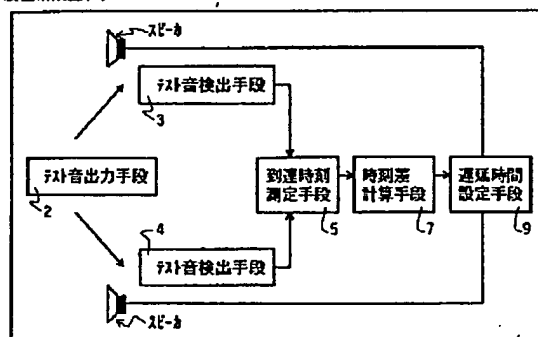 スピーカ
テスト音検出手段
3
テスト音出力手段
2
到達時刻
測定手段
5
時刻差
計算手段
7
遅延時間
設定手段
9
4
テスト音検出手段
スピーカ